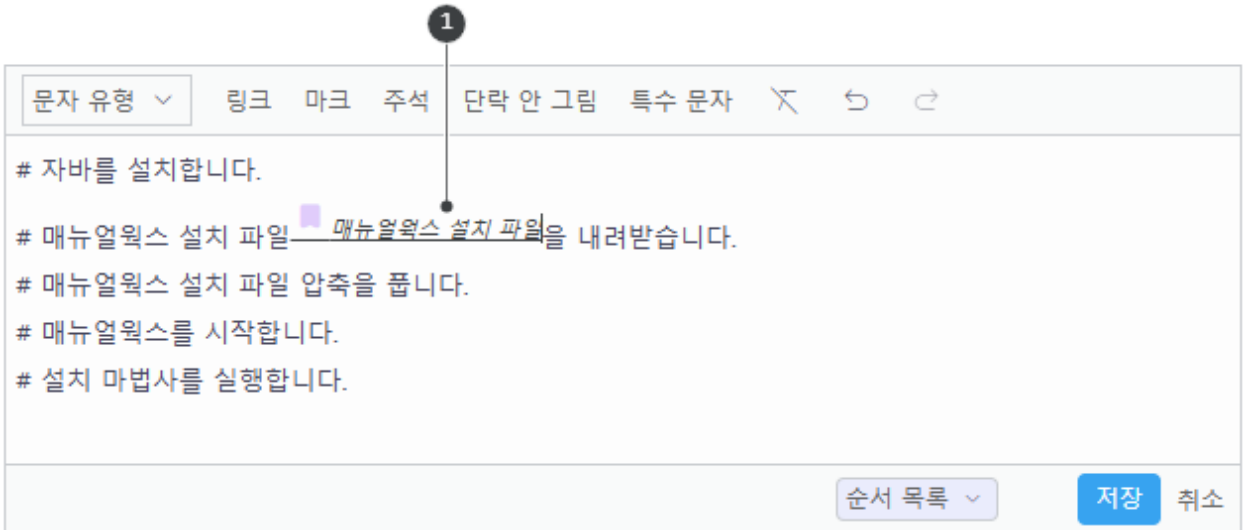 1
문자 유형 링크 마크 주석 단락 안 그림 특수 문자
# 자바를 설치합니다.
# 매뉴얼웍스 설치 파일 매뉴얼웍스 설치 파일을 내려받습니다.
# 매뉴얼웍스 설치 파일 압축을 풉니다.
# 매뉴얼웍스를 시작합니다.
# 설치 마법사를 실행합니다.
순서 목록 저장 취소